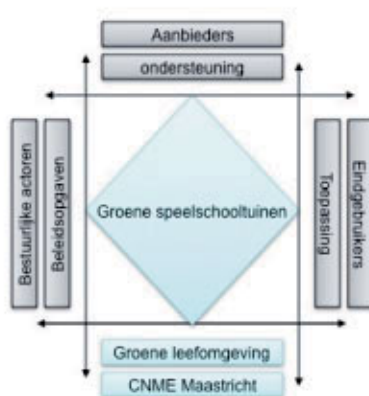 Aanbieders
ondersteuning
Bestuurlijke actoren
Beleidsopgaven
Groene speelschooltuinen
Toepassing
Eindgebruikers
Groene leefomgeving
CNME Maastricht